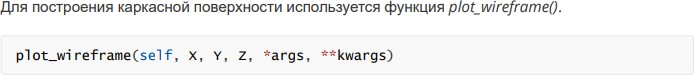 Для построения каркасной поверхности используется функция plot_wireframe().
plot_wireframe(self, X, Y, Z, *args, **kwargs)